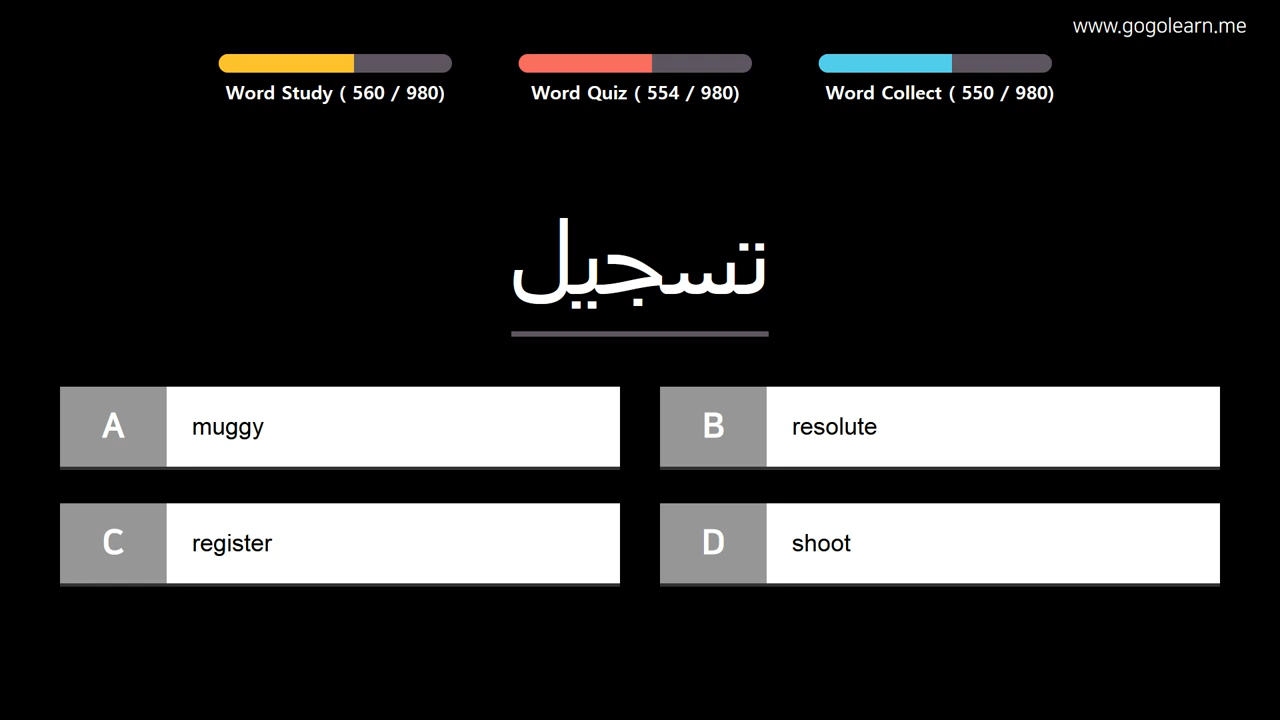 www.gogolearn.me
Word Study ( 560 / 980)
Word Quiz ( 554 / 980)
Word Collect ( 550 / 980)
تسجيل
A muggy
B resolute
C register
D shoot